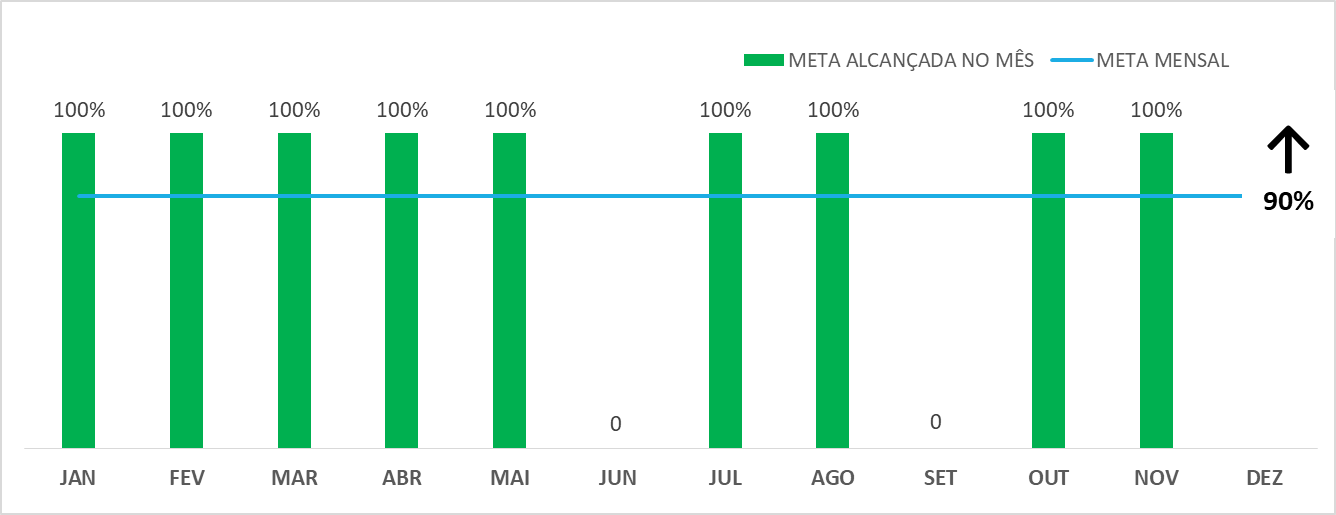 META ALCANÇADA NO MÊS META MENSAL
100% 100% 100% 100% 100% 100% 100% 100% 100%
90%
0 0
JAN FEV MAR ABR MAI JUN JUL AGO SET OUT NOV DEZ